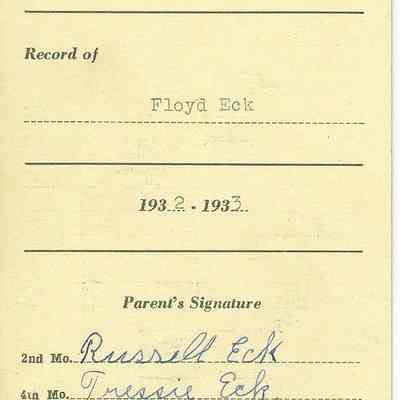 Record of
Floyd Eck
1932 - 1933
Parent's Signature
2nd Mo. Russell Eck
4th Mo. Tressie Eck